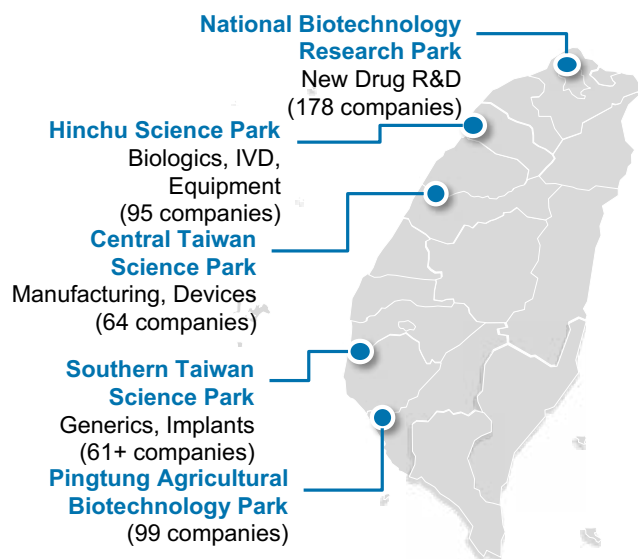 National Biotechnology
Research Park
New Drug R&D
(178 companies)
Hinchu Science Park
Biologics, IVD,
Equipment
(95 companies)
Central Taiwan
Science Park
Manufacturing, Devices
(64 companies)
Southern Taiwan
Science Park
Generics, Implants
(61+ companies)
Pingtung Agricultural
Biotechnology Park
(99 companies)